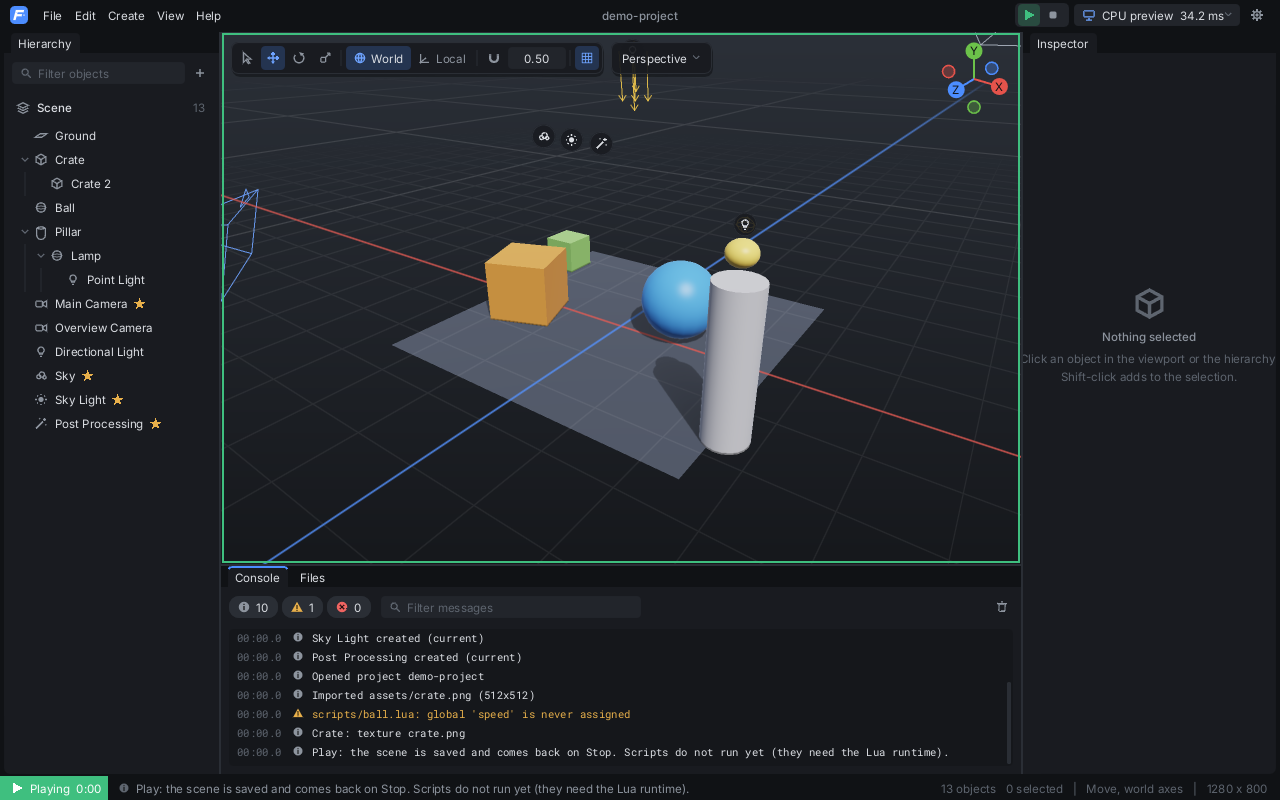 File Edit Create View Help
demo-project
CPU preview 34.2 ms
Hierarchy
Filter objects
Scene 13
Ground
Crate
Crate 2
Ball
Pillar
Lamp
Point Light
Main Camera
Overview Camera
Directional Light
Sky
Sky Light
Post Processing
World Local 0.50
Perspective
Y
X
Z
Inspector
Nothing selected
Click an object in the viewport or the hierarchy
Shift-click adds to the selection.
Console Files
10 1 0 Filter messages
00:00.0 Sky Light created (current)
00:00.0 Post Processing created (current)
00:00.0 Opened project demo-project
00:00.0 Imported assets/crate.png (512x512)
00:00.0 scripts/ball.lua: global 'speed' is never assigned
00:00.0 Crate: texture crate.png
00:00.0 Play: the scene is saved and comes back on Stop. Scripts do not run yet (they need the Lua runtime).
Playing 0:00 Play: the scene is saved and comes back on Stop. Scripts do not run yet (they need the Lua runtime).
13 objects 0 selected | Move, world axes | 1280 x 800